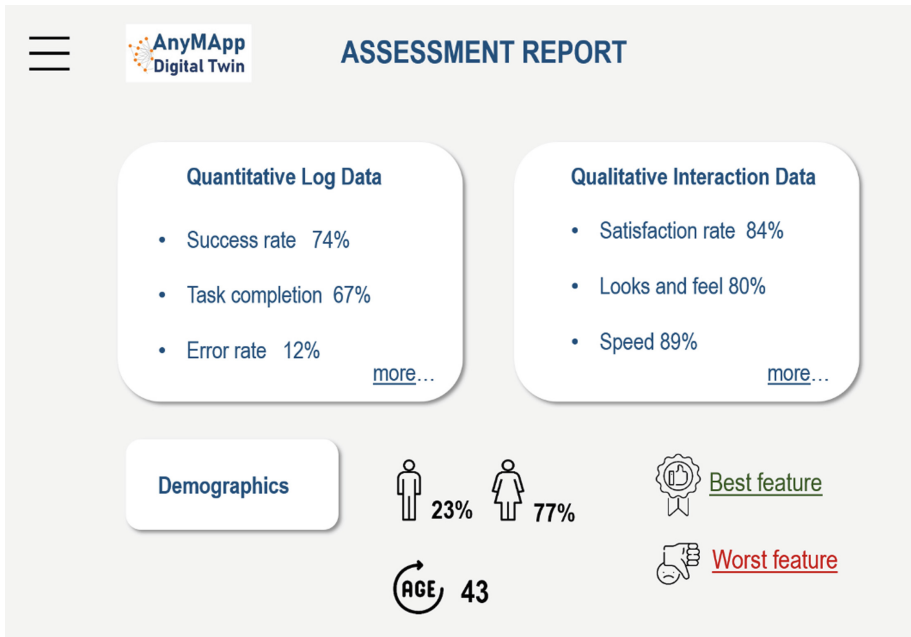 AnyMApp
Digital Twin
ASSESSMENT REPORT
Quantitative Log Data
• Success rate 74%
• Task completion 67%
• Error rate 12%
more...
Qualitative Interaction Data
• Satisfaction rate 84%
• Looks and feel 80%
• Speed 89%
more...
Demographics
23%
77%
AGE 43
Best feature
Worst feature